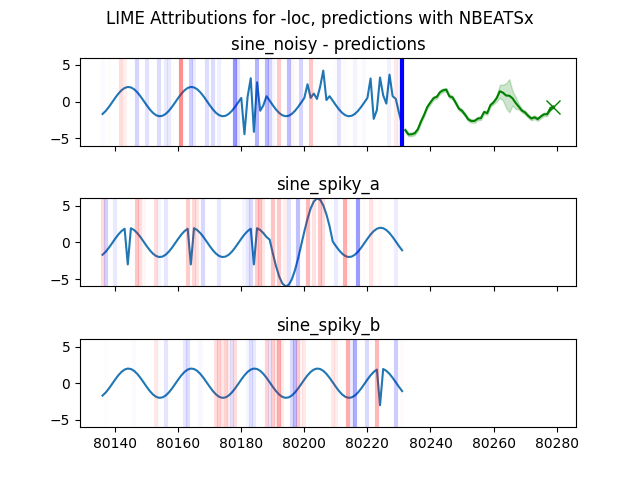 LIME Attributions for -loc, predictions with NBEATSx
sine_noisy - predictions
5
0
−5
sine_spiky_a
5
0
−5
sine_spiky_b
5
0
−5
80140 80160 80180 80200 80220 80240 80260 80280